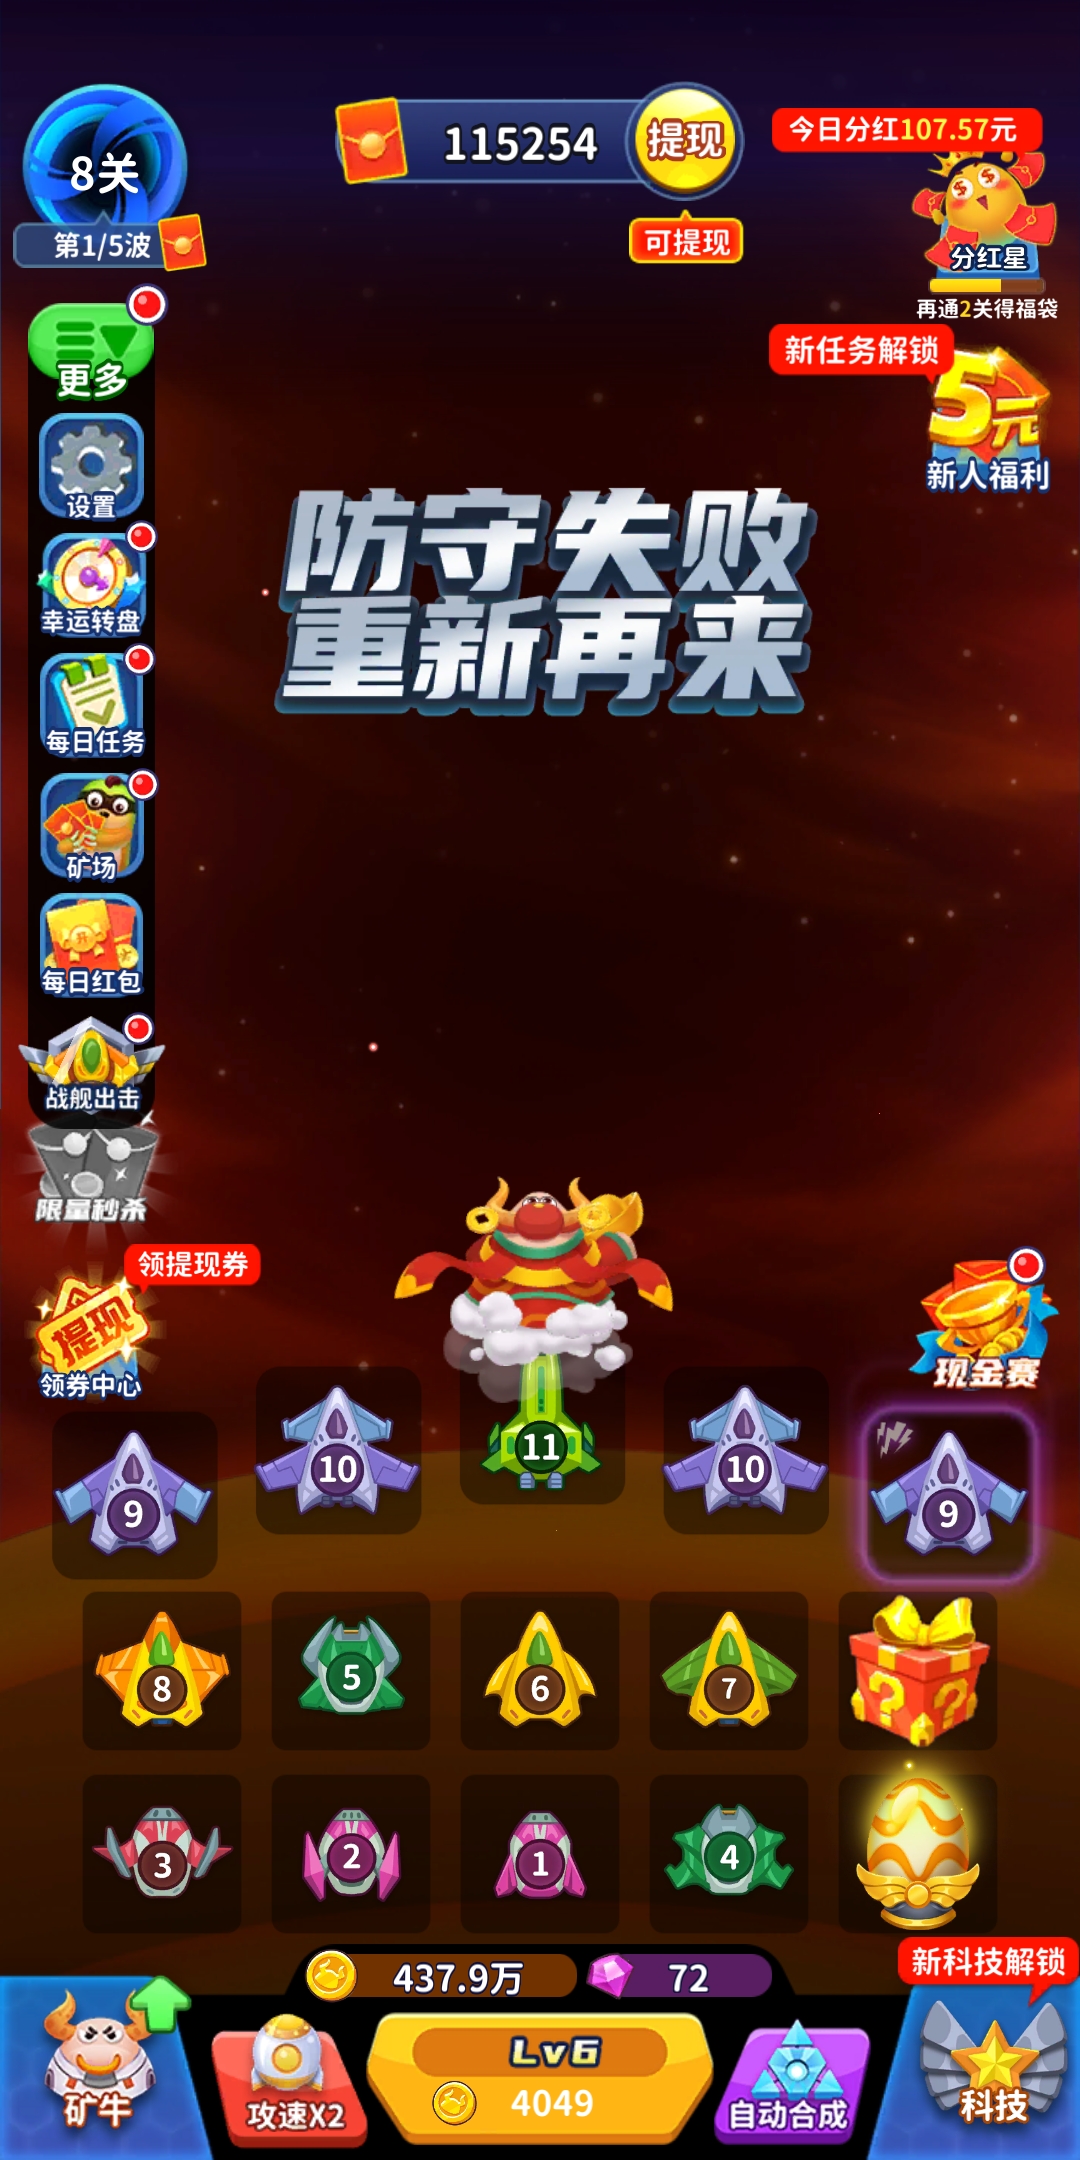 8关
第1/5波
115254
提现
可提现
今日分红107.57元
分红星
再通2关得福袋
新任务解锁
5元
新人福利
更多
设置
幸运转盘
每日任务
矿场
开
每日红包
战舰出击
限量秒杀
防守失败
重新再来
领提现券
提现
领券中心
现金赛
9
10
11
10
9
8
5
6
7
? ?
3
2
1
4
437.9万
72
新科技解锁
矿牛
攻速X2
Lv6
4049
自动合成
科技